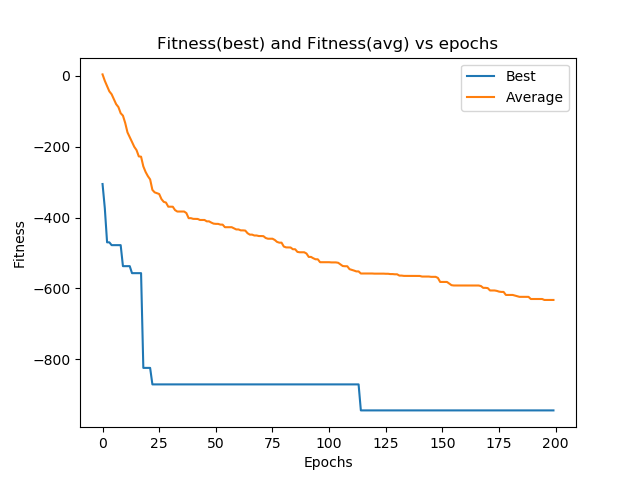 Fitness(best) and Fitness(avg) vs epochs
Best
Average
0
−200
−400
−600
−800
Fitness
0
25
50
75
100
125
150
175
200
Epochs